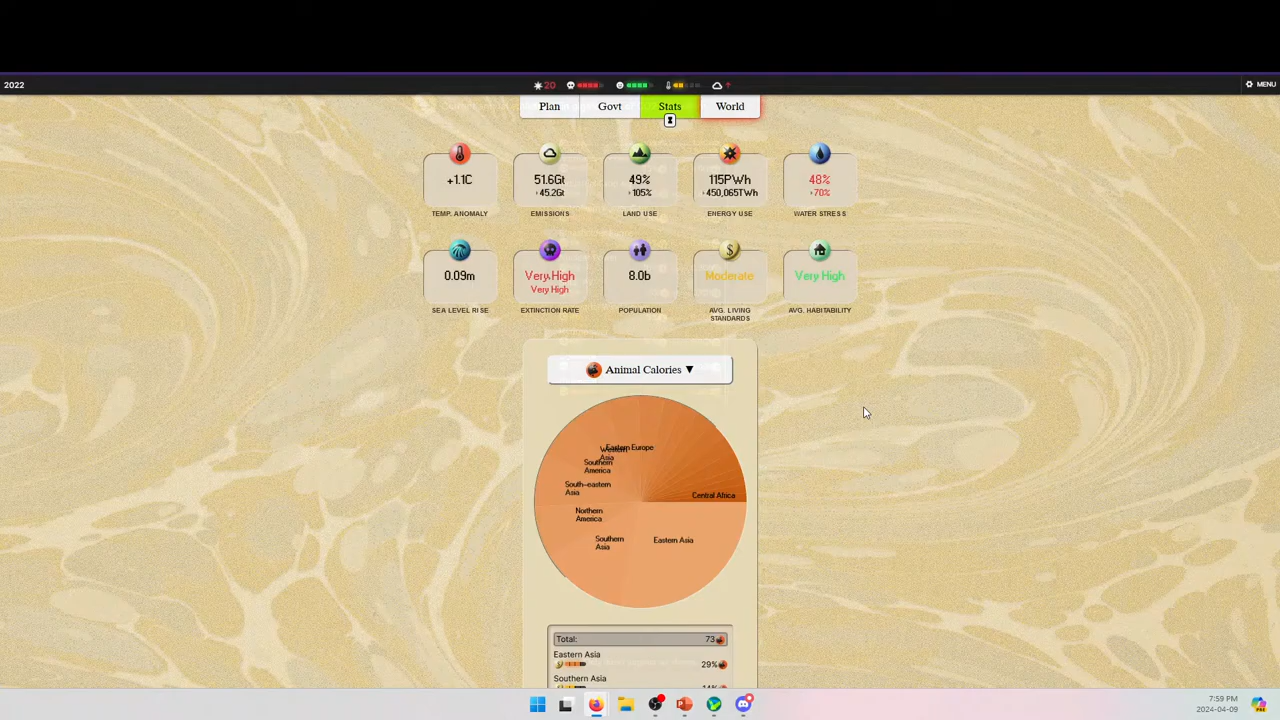 2022
20
MENU
Plan
Govt
Stats
World
+1.1C
51.6Gt
+45.2Gt
49%
+105%
115PWh
+450,065TWh
48%
+70%
TEMP. ANOMALY
EMISSIONS
LAND USE
ENERGY USE
WATER STRESS
0.09m
Very High
Very High
8.0b
Moderate
Very High
SEA LEVEL RISE
EXTINCTION RATE
POPULATION
AVG. LIVING
STANDARDS
AVG. HABITABILITY
Animal Calories ▼
Eastern Europe
Western
Asia
Southern
America
South-eastern
Asia
Central Africa
Northern
America
Southern
Asia
Eastern Asia
Total:
73
Eastern Asia
29%
Southern Asia
14%
7:59 PM
2024-04-09